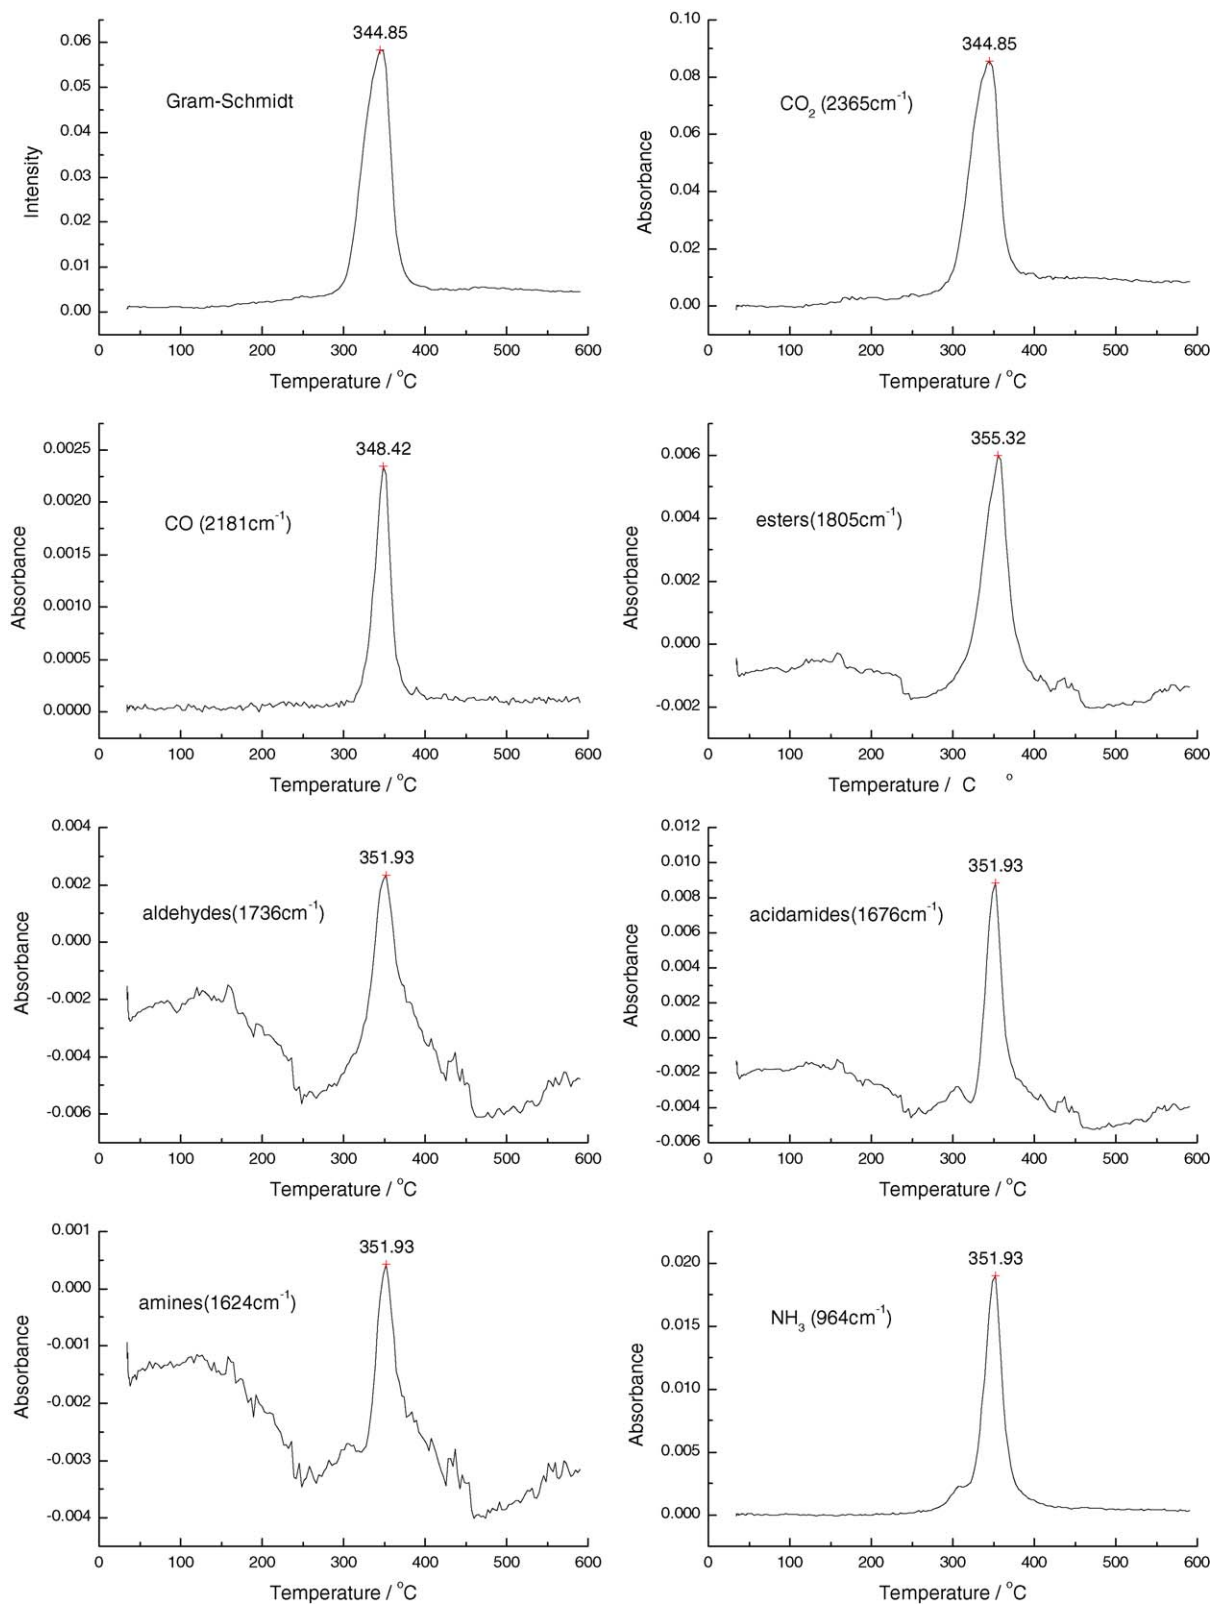 344.85
0.06
0.05
0.04
0.03
0.02
0.01
0.00
Intensity
Gram-Schmidt
0 100 200 300 400 500 600
Temperature / °C
344.85
0.10
0.08
0.06
0.04
0.02
0.00
Absorbance
CO₂ (2365cm⁻¹)
0 100 200 300 400 500 600
Temperature / °C
348.42
0.0025
0.0020
0.0015
0.0010
0.0005
0.0000
Absorbance
CO (2181cm⁻¹)
0 100 200 300 400 500 600
Temperature / °C
355.32
0.006
0.004
0.002
0.000
-0.002
Absorbance
esters(1805cm⁻¹)
0 100 200 300 400 500 600
Temperature / C °
351.93
0.004
0.002
0.000
-0.002
-0.004
-0.006
Absorbance
aldehydes(1736cm⁻¹)
0 100 200 300 400 500 600
Temperature / °C
351.93
0.012
0.010
0.008
0.006
0.004
0.002
0.000
-0.002
-0.004
-0.006
Absorbance
acidamides(1676cm⁻¹)
0 100 200 300 400 500 600
Temperature / °C
351.93
0.001
0.000
-0.001
-0.002
-0.003
-0.004
Absorbance
amines(1624cm⁻¹)
0 100 200 300 400 500 600
Temperature / °C
351.93
0.020
0.015
0.010
0.005
0.000
Absorbance
NH₃ (964cm⁻¹)
0 100 200 300 400 500 600
Temperature / °C